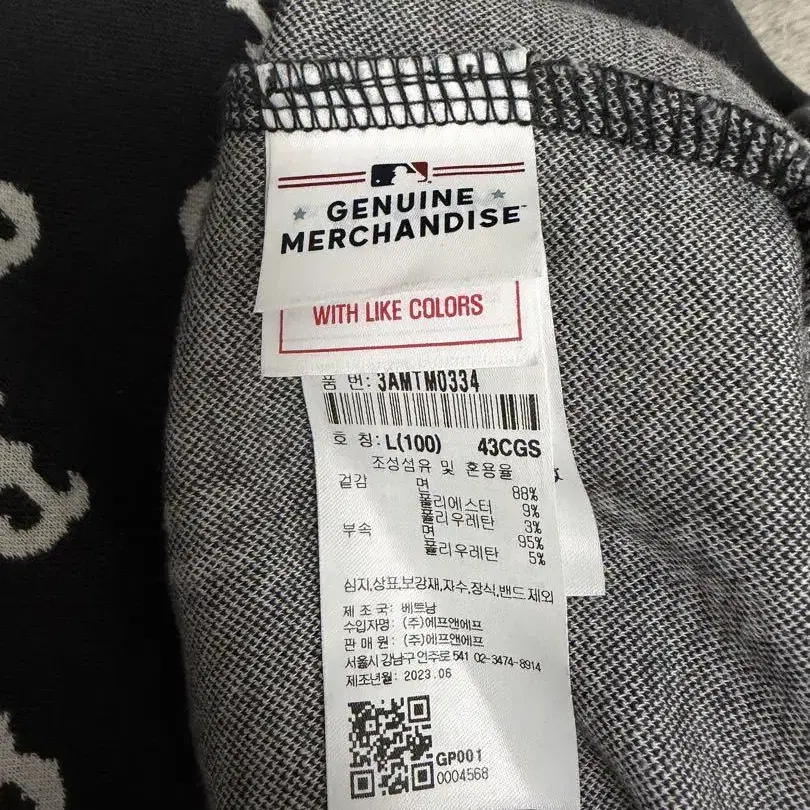 GENUINE
MERCHANDISE™
WITH LIKE COLORS
품 번: 3AMTM0334
호 칭: L(100) 43CGS
조성섬유 및 혼용율
겉감 면 88%
폴리에스터 9%
폴리우레탄 3%
부속 면 95%
폴리우레탄 5%
심지,상표,보강재,자수,장식,밴드 제외
제 조 국: 베트남
수입자명: (주)에프앤에프
판 매 원: (주)에프앤에프
서울시 강남구 언주로 541 02-3474-8914
제조년월: 2023.06
GP001
0004568